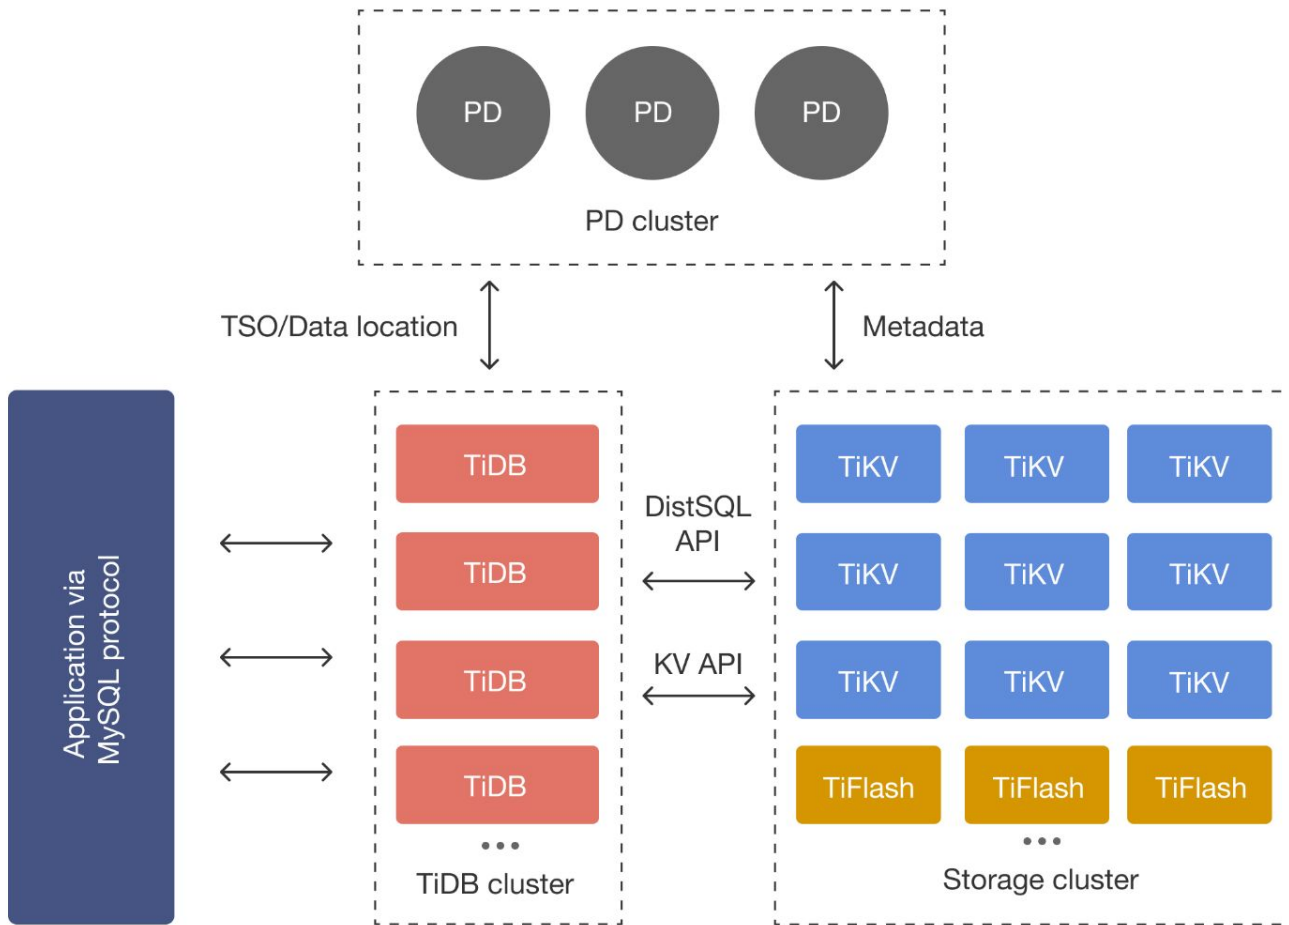 PD
PD
PD
PD cluster
TSO/Data location
Metadata
Application via
MySQL protocol
TiDB
TiDB
TiDB
TiDB
TiDB cluster
DistSQL
API
KV API
TiKV
TiKV
TiKV
TiKV
TiKV
TiKV
TiKV
TiKV
TiKV
TiFlash
TiFlash
TiFlash
Storage cluster